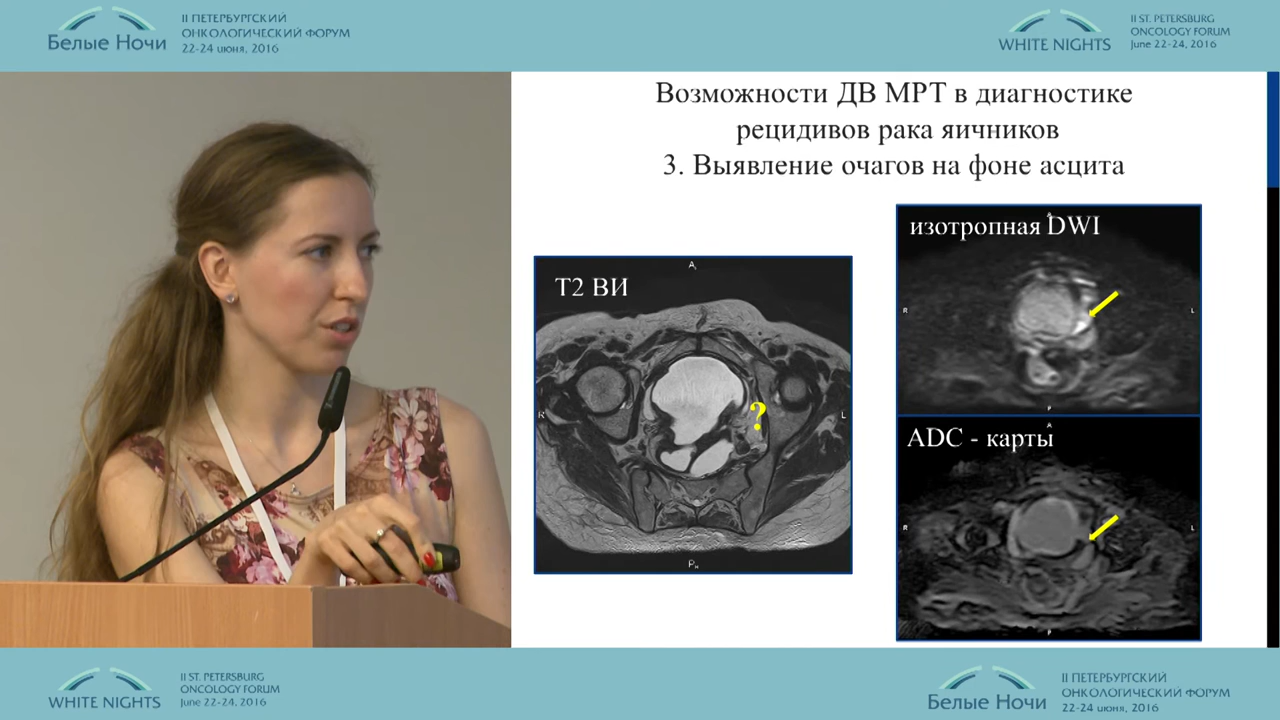 Белые Ночи
II ПЕТЕРБУРГСКИЙ
ОНКОЛОГИЧЕСКИЙ ФОРУМ
22-24 июня, 2016
WHITE NIGHTS
II ST. PETERSBURG
ONCOLOGY FORUM
June 22-24, 2016
Возможности ДВ МРТ в диагностике
рецидивов рака яичников
3. Выявление очагов на фоне асцита
T2 ВИ
A
R
?
L
изотропная DWI
A
R
L
P
ADC - карты
A
R
L
P
WHITE NIGHTS
II ST. PETERSBURG
ONCOLOGY FORUM
June 22-24, 2016
Белые Ночи
II ПЕТЕРБУРГСКИЙ
ОНКОЛОГИЧЕСКИЙ ФОРУМ
22-24 июня, 2016